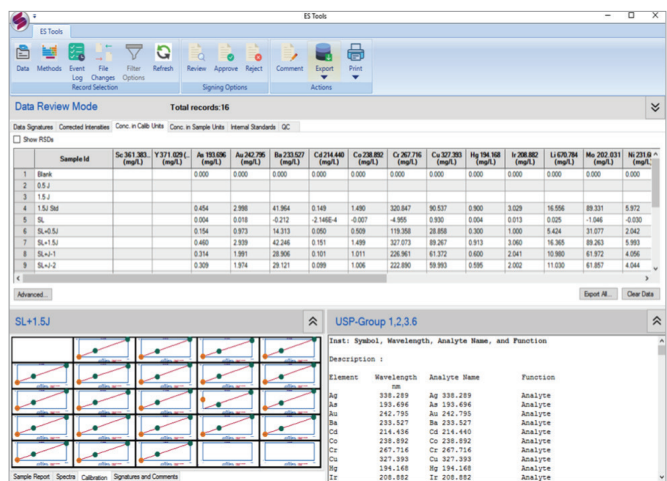 ES Tools
ES Tools
Data Methods Event Log File Changes Filter Options Refresh Review Approve Reject Comment Export Print
Record Selection Signing Options Actions
Data Review Mode Total records:16
Data Signatures Corrected Intensities Conc. in Calib Units Conc. in Sample Units Internal Standards QC
Show RSDs
Sample Id Sc 361.383... (mg/L) Y 371.029 (... (mg/L) As 193.696 (mg/L) Au 242.795 (mg/L) Ba 233.527 (mg/L) Cd 214.440 (mg/L) Co 238.892 (mg/L) Cr 267.716 (mg/L) Cu 327.393 (mg/L) Hg 194.168 (mg/L) Ir 208.882 (mg/L) Li 670.784 (mg/L) Mo 202.031 (mg/L) Ni 231.6 (mg/L
1 Blank 0.000 0.000 0.000 0.000 0.000 0.000 0.000 0.000 0.000 0.000 0.000 0.000
2 0.5 J
3 1.5 J
4 1.5J Std 0.454 2.998 41.964 0.149 1.490 320.847 90.537 0.900 3.029 16.556 89.331 5.972
5 SL 0.004 0.018 -0.212 -2.146E-4 -0.007 -4.955 0.930 0.004 0.013 0.025 -1.046 -0.030
6 SL+0.5J 0.154 0.973 14.313 0.050 0.509 119.358 28.858 0.300 1.000 5.424 31.077 2.042
7 SL+1.5J 0.460 2.939 42.246 0.151 1.499 327.073 89.267 0.913 3.060 16.365 89.263 5.993
8 SL+J-1 0.314 1.991 28.906 0.101 1.011 226.961 61.372 0.600 2.041 10.980 61.972 4.056
9 SL+J-2 0.309 1.974 29.121 0.099 1.006 222.890 59.993 0.595 2.002 11.030 61.857 4.044
Advanced... Export All... Clear Data
SL+1.5J USP-Group 1,2,3.6
Inst: Symbol, Wavelength, Analyte Name, and Function
Description :
Element Wavelength Analyte Name Function
nm
Ag 338.289 Ag 338.289 Analyte
As 193.696 As 193.696 Analyte
Au 242.795 Au 242.795 Analyte
Ba 233.527 Ba 233.527 Analyte
Cd 214.436 Cd 214.440 Analyte
Co 238.892 Co 238.892 Analyte
Cr 267.716 Cr 267.716 Analyte
Cu 327.393 Cu 327.393 Analyte
Hg 194.168 Hg 194.168 Analyte
Ir 208.882 Ir 208.882 Analyte
Sample Report Spectra Calibration Signatures and Comments